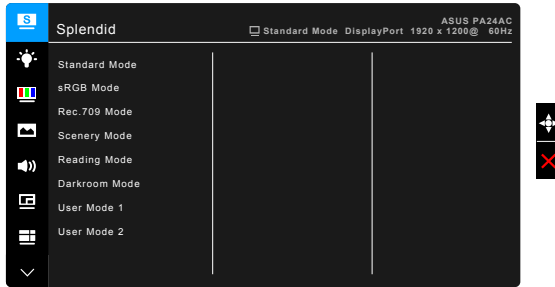 S
Splendid
ASUS PA24AC
Standard Mode DisplayPort 1920 x 1200@ 60Hz
Standard Mode
sRGB Mode
Rec.709 Mode
Scenery Mode
Reading Mode
Darkroom Mode
User Mode 1
User Mode 2